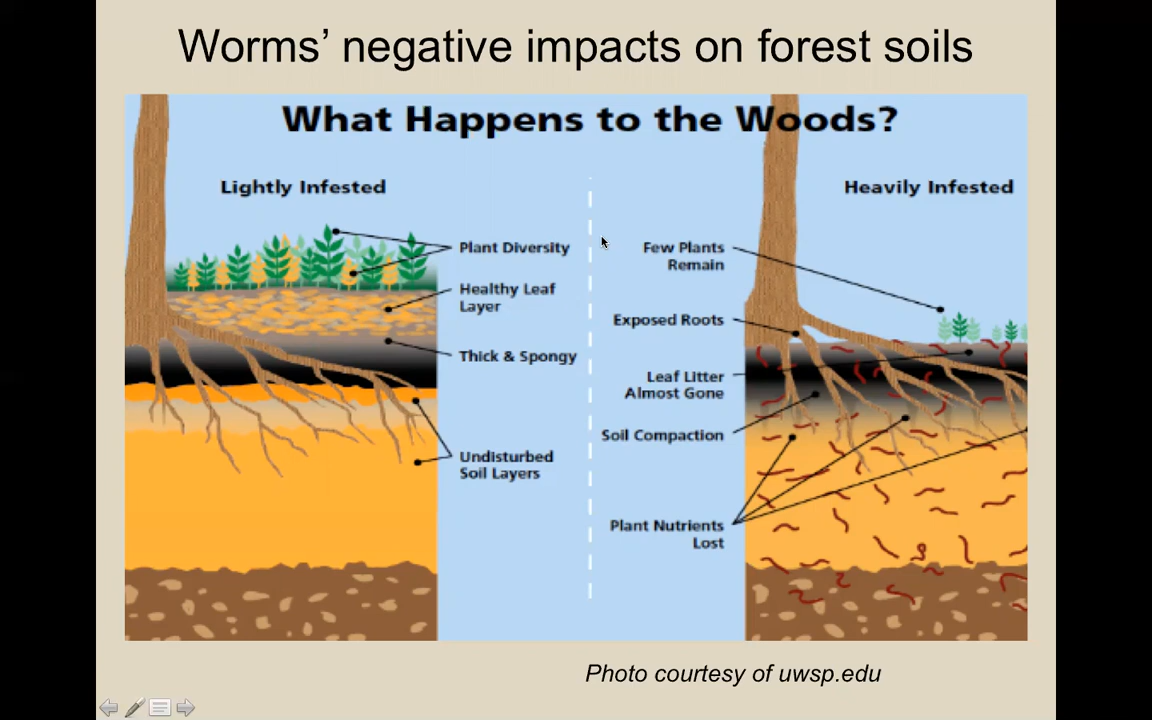 Worms’ negative impacts on forest soils
What Happens to the Woods?
Lightly Infested
Plant Diversity
Healthy Leaf
Layer
Thick & Spongy
Undisturbed
Soil Layers
Heavily Infested
Few Plants
Remain
Exposed Roots
Leaf Litter
Almost Gone
Soil Compaction
Plant Nutrients
Lost
Photo courtesy of uwsp.edu